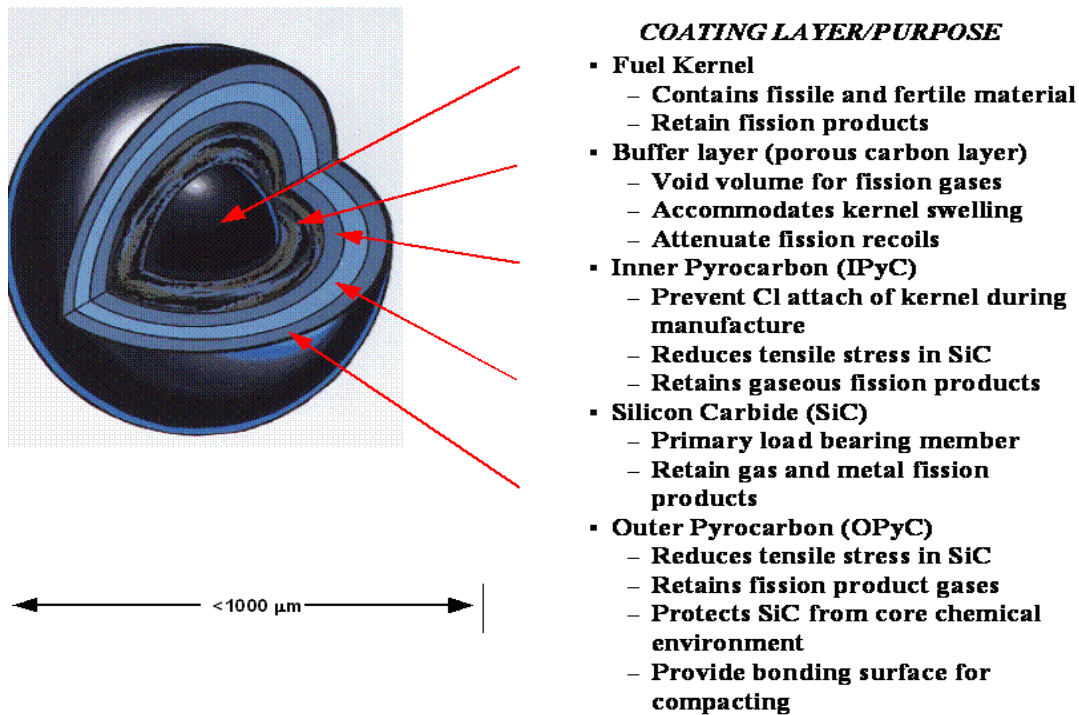 COATING LAYER/PURPOSE
▪ Fuel Kernel
– Contains fissile and fertile material
– Retain fission products
▪ Buffer layer (porous carbon layer)
– Void volume for fission gases
– Accommodates kernel swelling
– Attenuate fission recoils
▪ Inner Pyrocarbon (IPyC)
– Prevent Cl attach of kernel during
manufacture
– Reduces tensile stress in SiC
– Retains gaseous fission products
▪ Silicon Carbide (SiC)
– Primary load bearing member
– Retain gas and metal fission
products
▪ Outer Pyrocarbon (OPyC)
– Reduces tensile stress in SiC
– Retains fission product gases
– Protects SiC from core chemical
environment
– Provide bonding surface for
compacting
<1000 μm